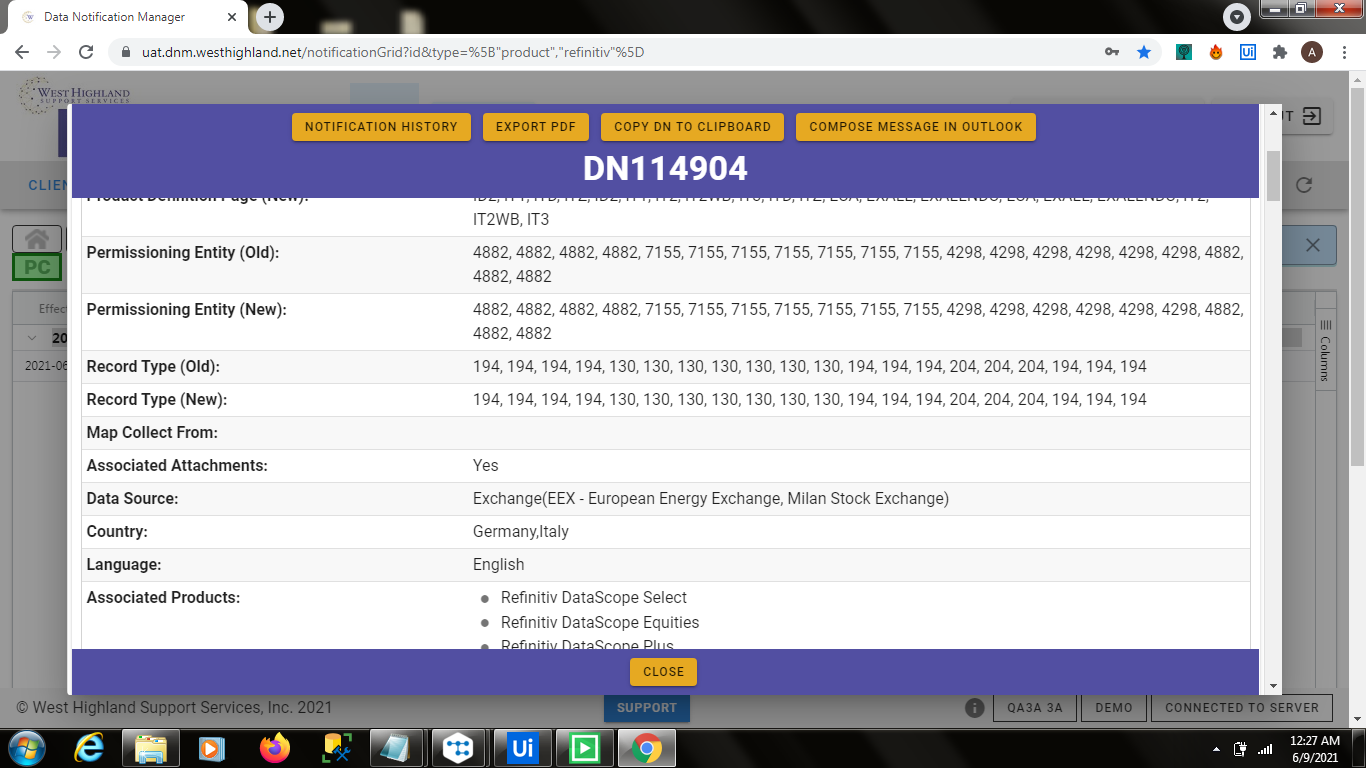 Data Notification Manager
uat.dnm.westhighland.net/notificationGrid?id&type=%5B"product","refinitiv"%5D
Ui
A
WEST HIGHLAND
SUPPORT SERVICES
NOTIFICATION HISTORY
EXPORT PDF
COPY DN TO CLIPBOARD
COMPOSE MESSAGE IN OUTLOOK
DN114904
CLIEN
PC
Effec
20
2021-06
Columns
Product Definition Page (New):
IT2WB, IT3
Permissioning Entity (Old):
4882, 4882, 4882, 4882, 7155, 7155, 7155, 7155, 7155, 7155, 7155, 4298, 4298, 4298, 4298, 4298, 4298, 4882,
4882, 4882
Permissioning Entity (New):
4882, 4882, 4882, 4882, 7155, 7155, 7155, 7155, 7155, 7155, 7155, 4298, 4298, 4298, 4298, 4298, 4298, 4882,
4882, 4882
Record Type (Old):
194, 194, 194, 194, 130, 130, 130, 130, 130, 130, 130, 194, 194, 194, 204, 204, 204, 194, 194, 194
Record Type (New):
194, 194, 194, 194, 130, 130, 130, 130, 130, 130, 130, 194, 194, 194, 204, 204, 204, 194, 194, 194
Map Collect From:
Associated Attachments:
Yes
Data Source:
Exchange(EEX - European Energy Exchange, Milan Stock Exchange)
Country:
Germany,Italy
Language:
English
Associated Products:
Refinitiv DataScope Select
Refinitiv DataScope Equities
Refinitiv DataScope Plus
CLOSE
© West Highland Support Services, Inc. 2021
SUPPORT
QA3A 3A
DEMO
CONNECTED TO SERVER
Ui
12:27 AM
6/9/2021